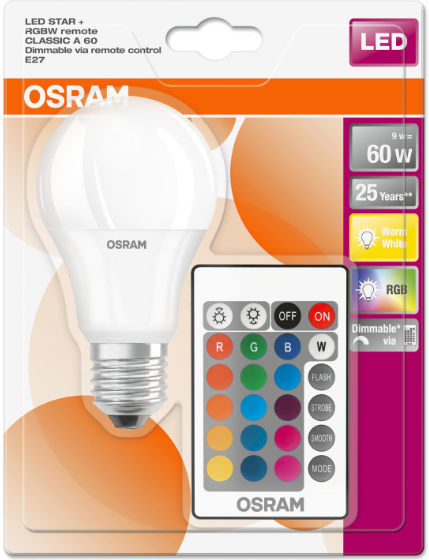 LED STAR +
RGBW remote
CLASSIC A 60
Dimmable via remote control
E27
LED
OSRAM
9 W =
60 W
25 Years**
Warm
White
RGB
Dimmable*
via
OSRAM
OFF ON
R G B W
FLASH
STROBE
SMOOTH
MODE
OSRAM